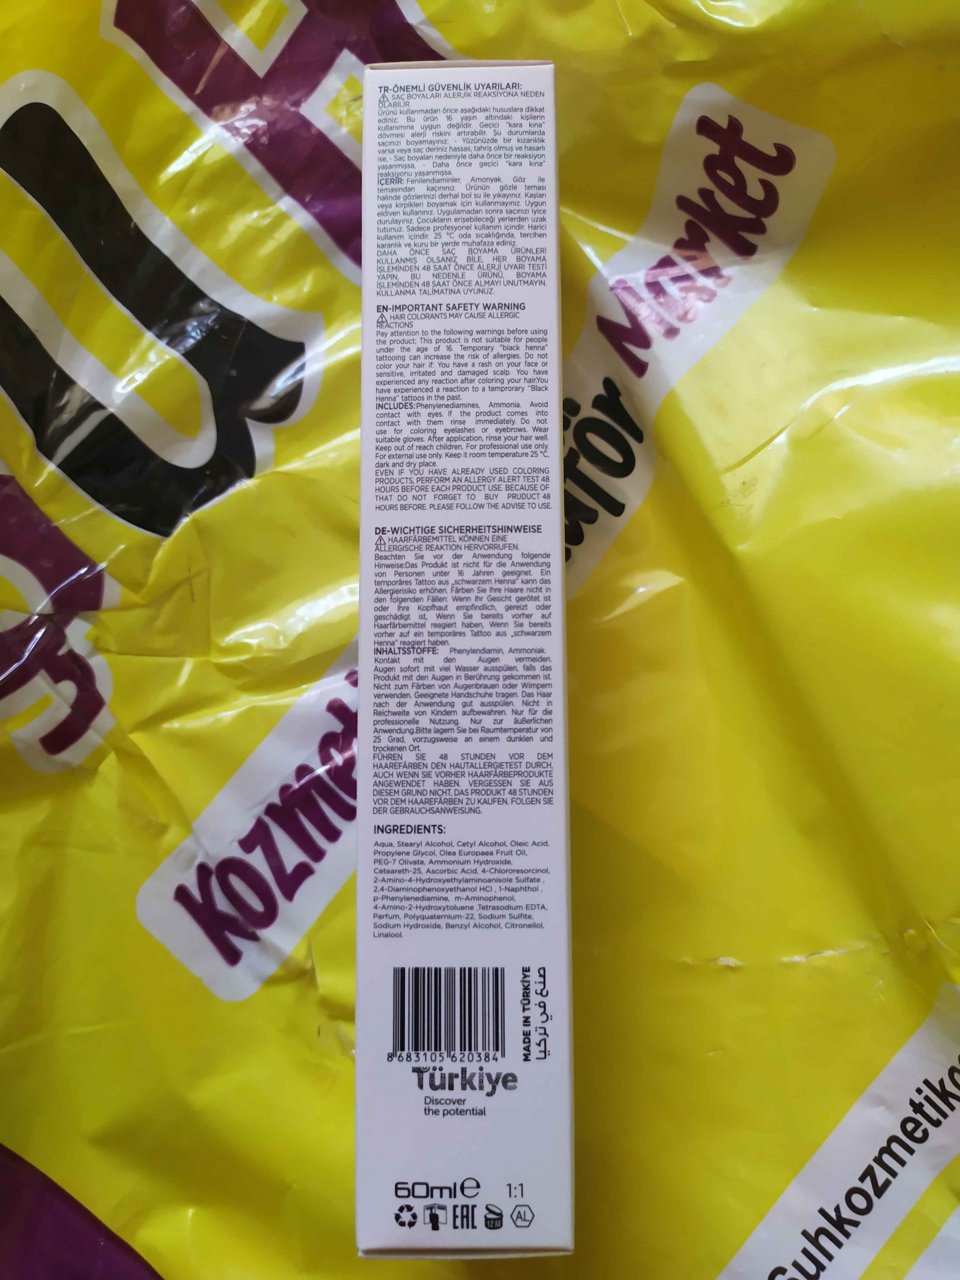 TR-ÖNEMLİ GÜVENLİK UYARILARI:
SAÇ BOYALARI ALERJİK REAKSİYONA NEDEN
OLABİLİR.
Ürünü kullanmadan önce aşağıdaki hususlara dikkat
ediniz. Bu ürün 16 yaşın altındaki kişilerin
kullanımına uygun değildir. Geçici "kara kına"
dövmesi alerji riskini artırabilir. Şu durumlarda
saçınızı boyamayınız: - Yüzünüzde bir kızarıklık
varsa veya saç deriniz hassas, tahriş olmuş ve hasarlı
ise, - Saç boyaları nedeniyle daha önce bir reaksiyon
yaşanmışsa, - Daha önce geçici "kara kına"
reaksiyonu yaşanmışsa.
İÇERİR: Fenilendiaminler, Amonyak. Göz ile
temasından kaçınınız. Ürünün gözle teması
halinde gözlerinizi derhal bol su ile yıkayınız. Kaşları
veya kirpikleri boyamak için kullanmayınız. Uygun
eldiven kullanınız. Uygulamadan sonra saçınızı iyice
durulayınız. Çocukların erişebileceği yerlerden uzak
tutunuz. Sadece profesyonel kullanım içindir. Harici
kullanım içindir. 25 °C oda sıcaklığında, tercihen
karanlık ve kuru bir yerde muhafaza ediniz.
DAHA ÖNCE SAÇ BOYAMA ÜRÜNLERİ
KULLANMIŞ OLSANIZ BİLE, HER BOYAMA
İŞLEMİNDEN 48 SAAT ÖNCE ALERJİ UYARI TESTİ
YAPIN. BU NEDENLE ÜRÜNÜ, BOYAMA
İŞLEMİNDEN 48 SAAT ÖNCE ALMAYI UNUTMAYIN.
KULLANMA TALİMATINA UYUNUZ.
EN-IMPORTANT SAFETY WARNING
HAIR COLORANTS MAY CAUSE ALLERGIC
REACTIONS
Pay attention to the following warnings before using
the product; This product is not suitable for people
under the age of 16. Temporary "black henna"
tattooing can increase the risk of allergies. Do not
color your hair if: You have a rash on your face or
sensitive, irritated and damaged scalp. You have
experienced any reaction after coloring your hair.You
have experienced a reaction to a temprorary "Black
Henna" tattoos in the past.
INCLUDES:Phenylenediamines, Ammonia. Avoid
contact with eyes. If the product comes into
contact with them rinse immediately. Do not
use for coloring eyelashes or eyebrows. Wear
suitable gloves. After application, rinse your hair well.
Keep out of reach children. For professional use only.
For external use only. Keep it room temperature 25 °C,
dark and dry place.
EVEN IF YOU HAVE ALREADY USED COLORING
PRODUCTS, PERFORM AN ALLERGY ALERT TEST 48
HOURS BEFORE EACH PRODUCT USE. BECAUSE OF
THAT DO NOT FORGET TO BUY PRUDUCT 48
HOURS BEFORE. PLEASE FOLLOW THE ADVISE TO USE.
DE-WICHTIGE SICHERHEITSHINWEISE
HAARFÄRBEMITTEL KÖNNEN EINE
ALLERGISCHE REAKTION HERVORRUFEN.
Beachten Sie vor der Anwendung folgende
Hinweise:Das Produkt ist nicht für die Anwendung
von Personen unter 16 Jahren geeignet. Ein
temporäres Tattoo aus „schwarzem Henna" kann das
Allergierisiko erhöhen. Färben Sie Ihre Haare nicht in
den folgenden Fällen: Wenn Ihr Gesicht gerötet ist
oder Ihre Kopfhaut empfindlich, gereizt oder
geschädigt ist, Wenn Sie bereits vorher auf
Haarfärbemittel reagiert haben, Wenn Sie bereits
vorher auf ein temporäres Tattoo aus „schwarzem
Henna" reagiert haben.
INHALTSSTOFFE: Phenylendiamin, Ammoniak.
Kontakt mit den Augen vermeiden.
Augen sofort mit viel Wasser ausspülen, falls das
Produkt mit den Augen in Berührung gekommen ist.
Nicht zum Färben von Augenbrauen oder Wimpern
verwenden. Geeignete Handschuhe tragen. Das Haar
nach der Anwendung gut ausspülen. Nicht in
Reichweite von Kindern aufbewahren. Nur für die
professionelle Nutzung. Nur zur äußerlichen
Anwendung.Bitte lagern Sie bei Raumtemperatur von
25 Grad, vorzugsweise an einem dunklen und
trockenen Ort.
FÜHREN SIE 48 STUNDEN VOR DEM
HAAREFÄRBEN DEN HAUTALLERGIETEST DURCH,
AUCH WENN SIE VORHER HAARFÄRBEPRODUKTE
ANGEWENDET HABEN. VERGESSEN SIE AUS
DIESEM GRUND NICHT, DAS PRODUKT 48 STUNDEN
VOR DEM HAAREFÄRBEN ZU KAUFEN. FOLGEN SIE
DER GEBRAUCHSANWEISUNG.
INGREDIENTS:
Aqua, Stearyl Alcohol, Cetyl Alcohol, Oleic Acid,
Propylene Glycol, Olea Europaea Fruit Oil,
PEG-7 Olivate, Ammonium Hydroxide,
Ceteareth-25, Ascorbic Acid, 4-Chlororesorcinol,
2-Amino-4-Hydroxyethylaminoanisole Sulfate ,
2,4-Diaminophenoxyethanol HCl , 1-Naphthol ,
p-Phenylenediamine, m-Aminophenol,
4-Amino-2-Hydroxytoluene ,Tetrasodium EDTA,
Parfum, Polyquaternium-22, Sodium Sulfite,
Sodium Hydroxide, Benzyl Alcohol, Citronellol,
Linalool.
8 683105 620384
MADE IN TÜRKİYE
صنع في تركيا
Türkiye
Discover
the potential
60ml e 1:1
EAC 12 M AL
Market
Kozmetik
Suhkozmetik